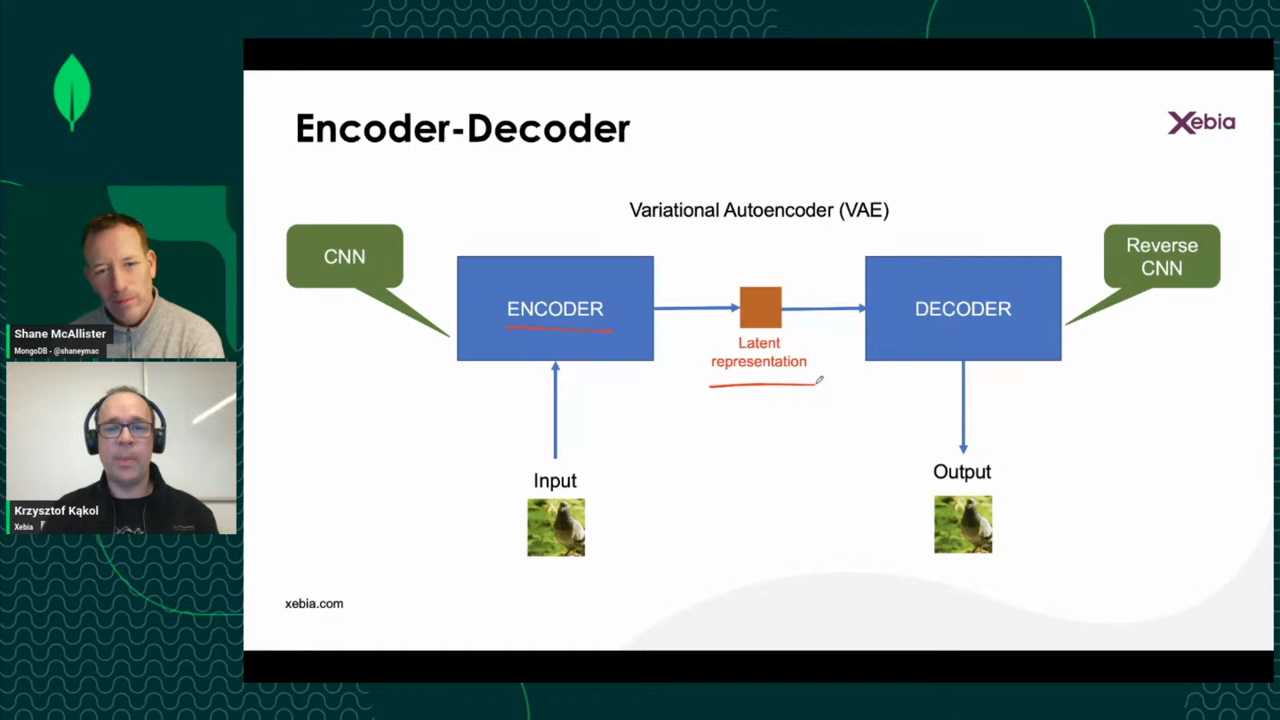 Encoder-Decoder
Xebia
Variational Autoencoder (VAE)
CNN
Reverse
CNN
ENCODER
DECODER
Latent
representation
Input
Output
xebia.com
Shane McAllister
MongoDB - @shaneymac
Krzysztof Kąkol
Xebia